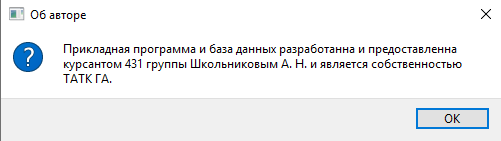 Об авторе
Прикладная программа и база данных разработанна и предоставленна
курсантом 431 группы Школьниковым А. Н. и является собственностью
ТАТК ГА.
OK